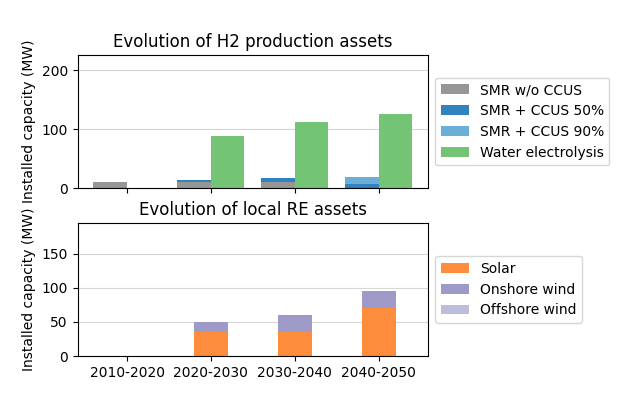 Evolution of H2 production assets
Installed capacity (MW)
200
100
0
SMR w/o CCUS
SMR + CCUS 50%
SMR + CCUS 90%
Water electrolysis
Evolution of local RE assets
Installed capacity (MW)
150
100
50
0
2010-2020 2020-2030 2030-2040 2040-2050
Solar
Onshore wind
Offshore wind